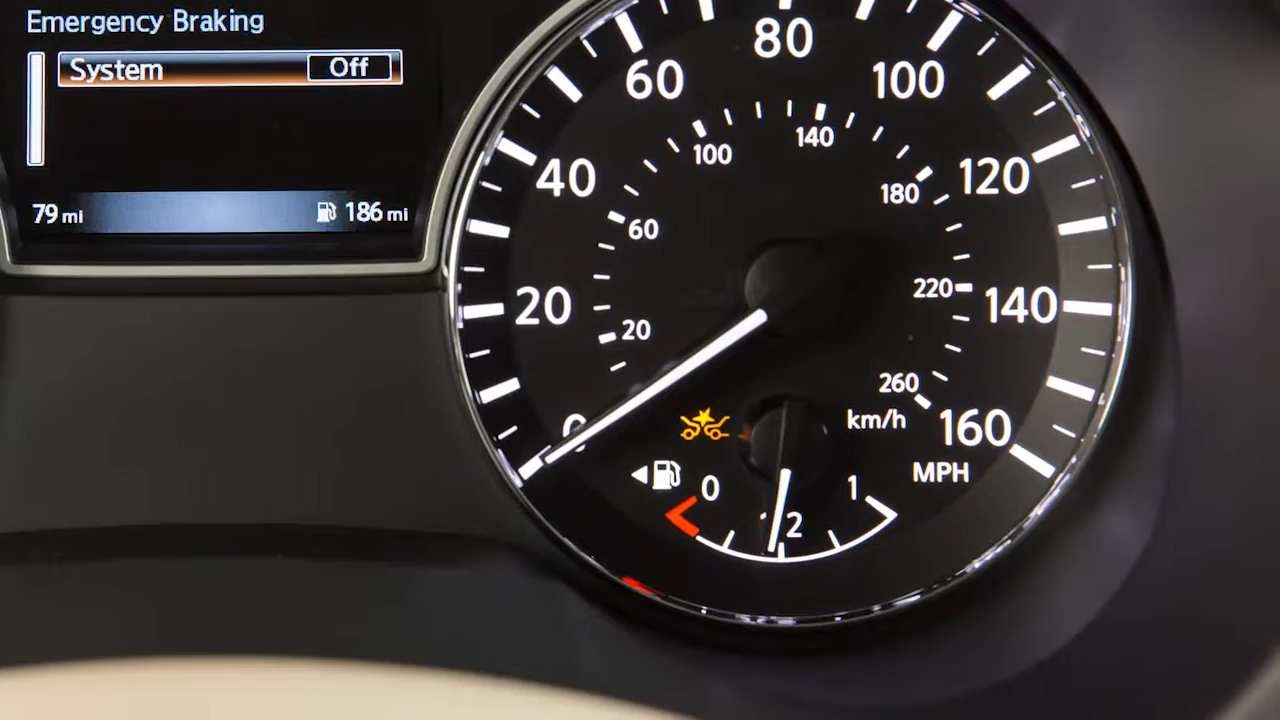 Emergency Braking
System Off
79 mi 186 mi
80
60 100
40 120
20 140
0 160
100 140
60 180
20 220
260
km/h
MPH
0 1
1 2